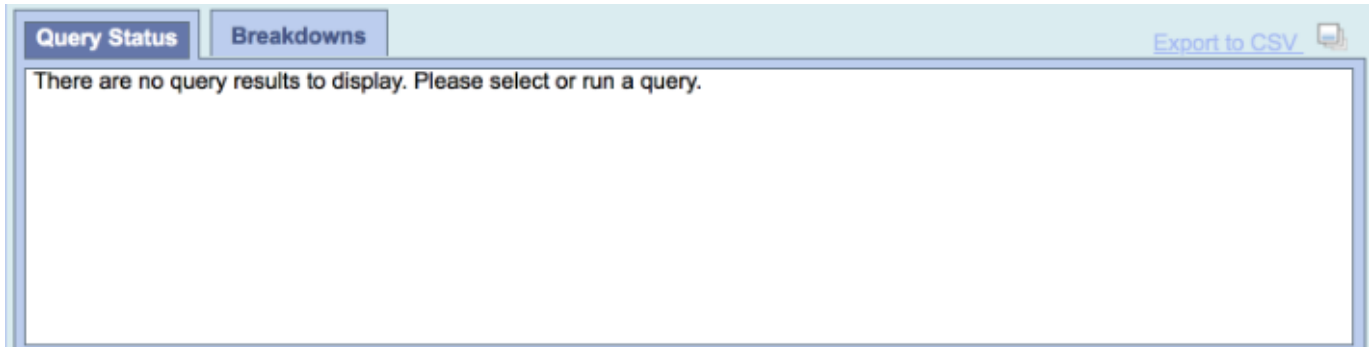 Query Status Breakdowns Export to CSV
There are no query results to display. Please select or run a query.